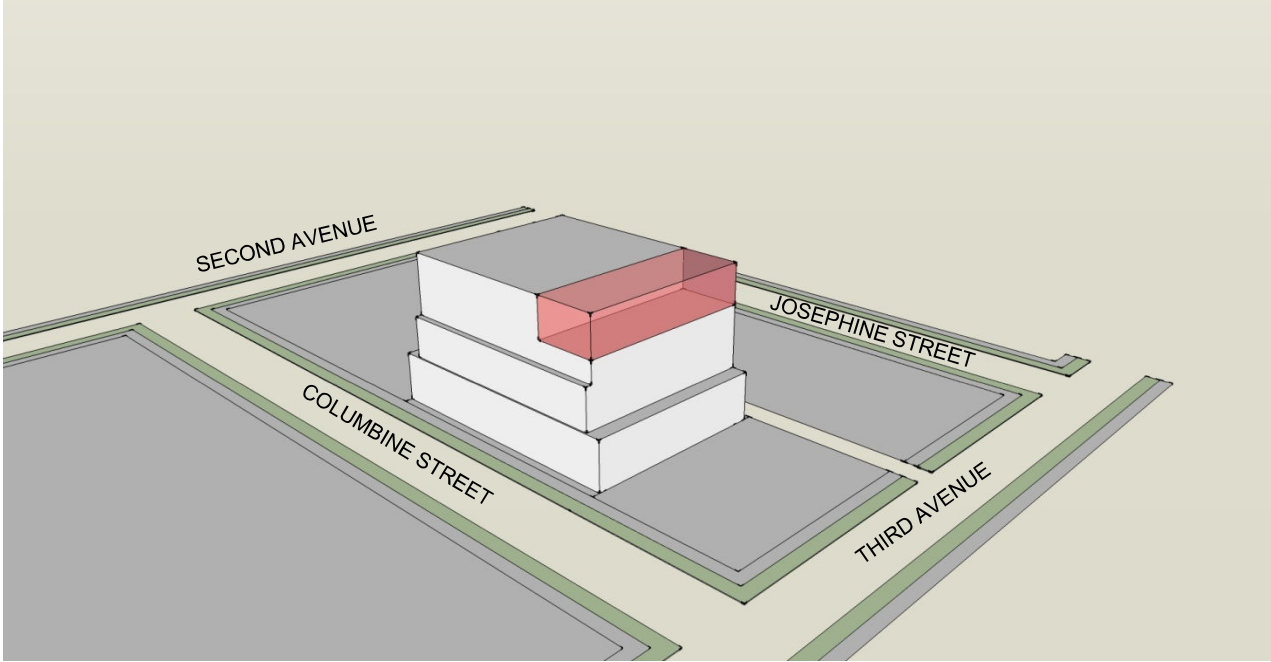 SECOND AVENUE
JOSEPHINE STREET
COLUMBINE STREET
THIRD AVENUE